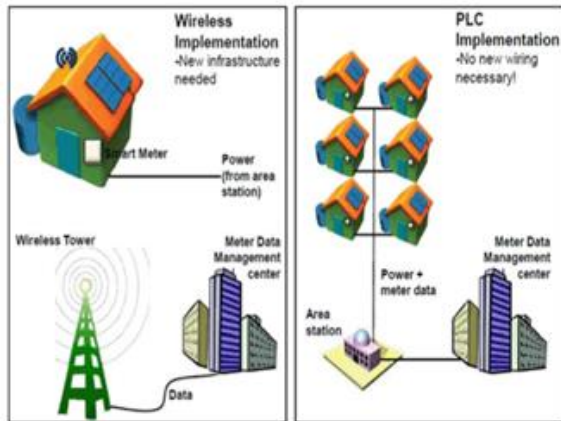 Wireless
Implementation
-New infrastructure
needed
Smart Meter
Power
(from area
station)
Wireless Tower
Meter Data
Management
center
Data
PLC
Implementation
-No new wiring
necessary!
Power +
meter data
Meter Data
Management
center
Area
station